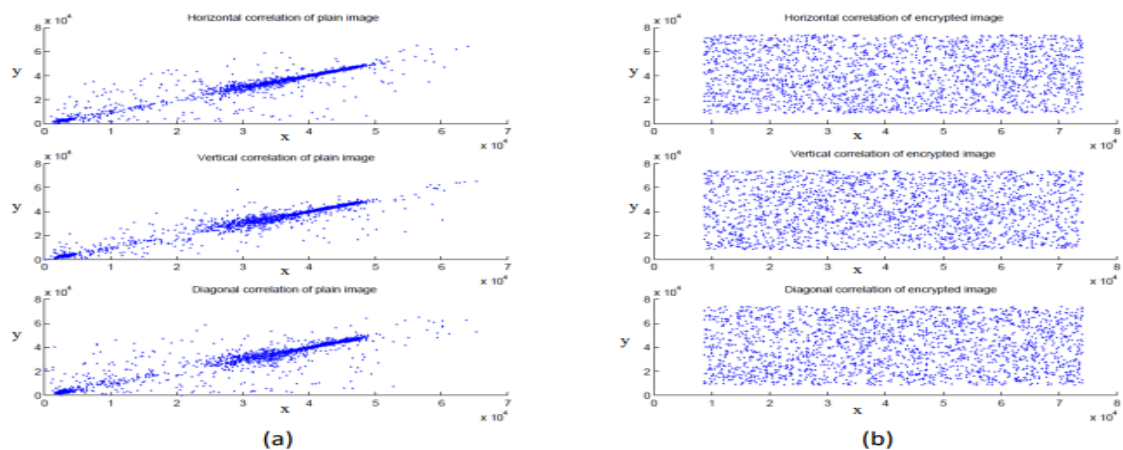 Horizontal correlation of plain image
x 10^4
8
6
y
4
2
0
0 1 2 3 4 5 6 7
x
x 10^4
Vertical correlation of plain image
x 10^4
8
6
y
4
2
0
0 1 2 3 4 5 6 7
x
x 10^4
Diagonal correlation of plain image
x 10^4
8
6
y
4
2
0
0 1 2 3 4 5 6 7
x
x 10^4
(a)
Horizontal correlation of encrypted image
x 10^4
8
6
y
4
2
0
0 1 2 3 4 5 6 7 8
x
x 10^4
Vertical correlation of encrypted image
x 10^4
8
6
y
4
2
0
0 1 2 3 4 5 6 7 8
x
x 10^4
Diagonal correlation of encrypted image
x 10^4
8
6
y
4
2
0
0 1 2 3 4 5 6 7 8
x
x 10^4
(b)